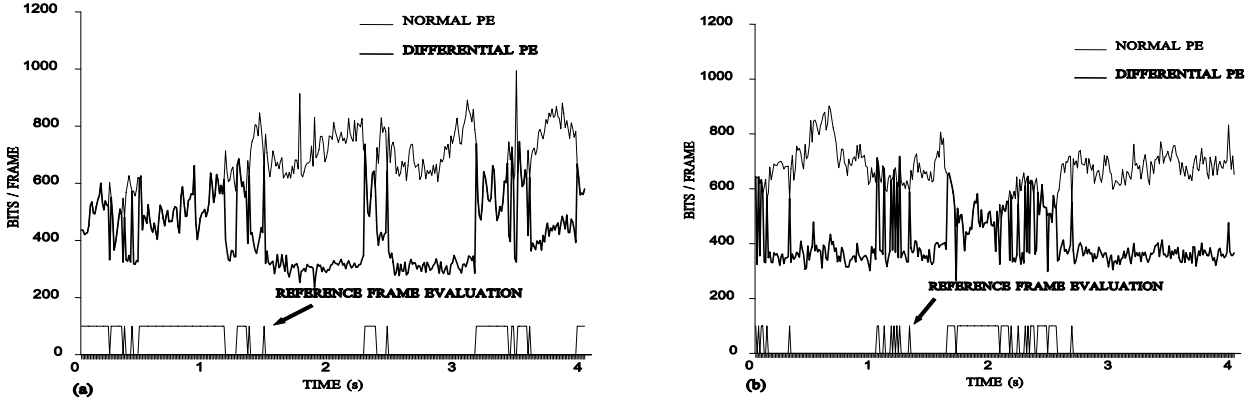 1200
1000
800
600
400
200
0
BITS / FRAME
NORMAL PE
DIFFERENTIAL PE
REFERENCE FRAME EVALUATION
0 1 2 3 4
TIME (s)
(a)
1200
1000
800
600
400
200
0
BITS / FRAME
NORMAL PE
DIFFERENTIAL PE
REFERENCE FRAME EVALUATION
0 1 2 3 4
TIME (s)
(b)